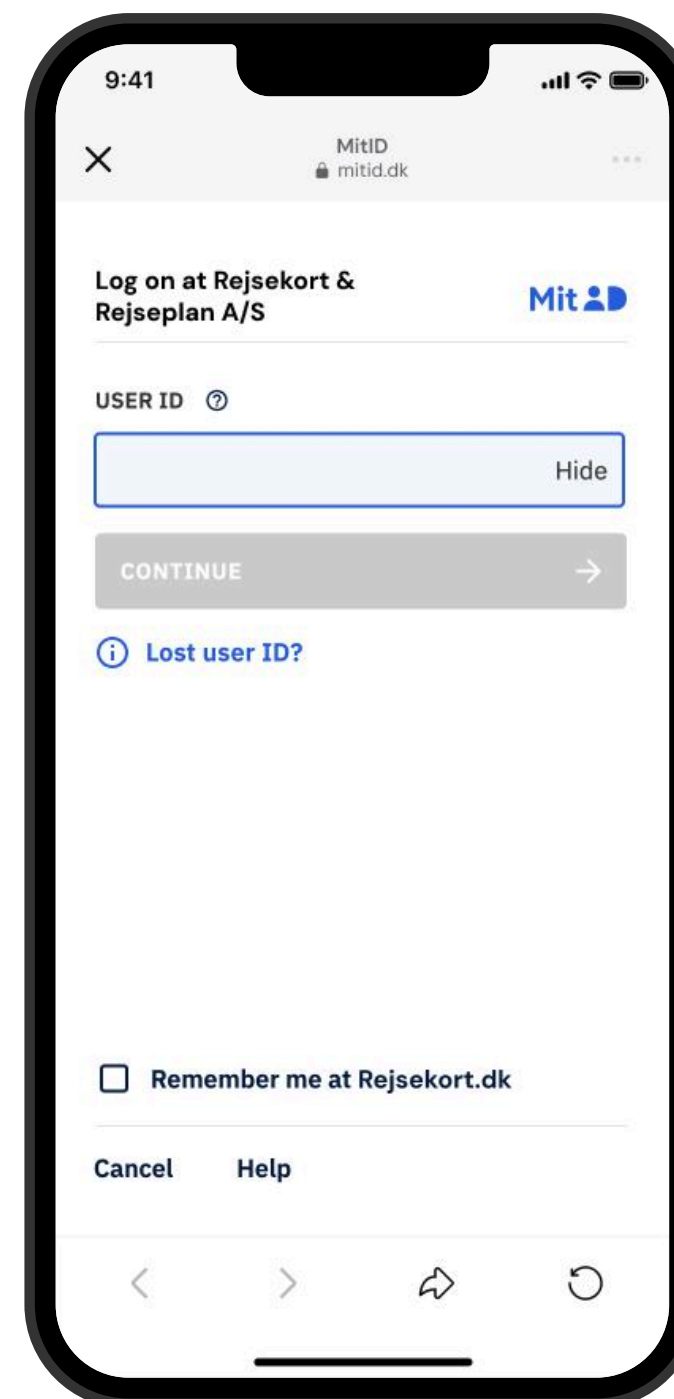 9:41
MitID
mitid.dk
Log on at Rejsekort &
Rejseplan A/S
Mit
USER ID
Hide
CONTINUE
Lost user ID?
Remember me at Rejsekort.dk
Cancel Help